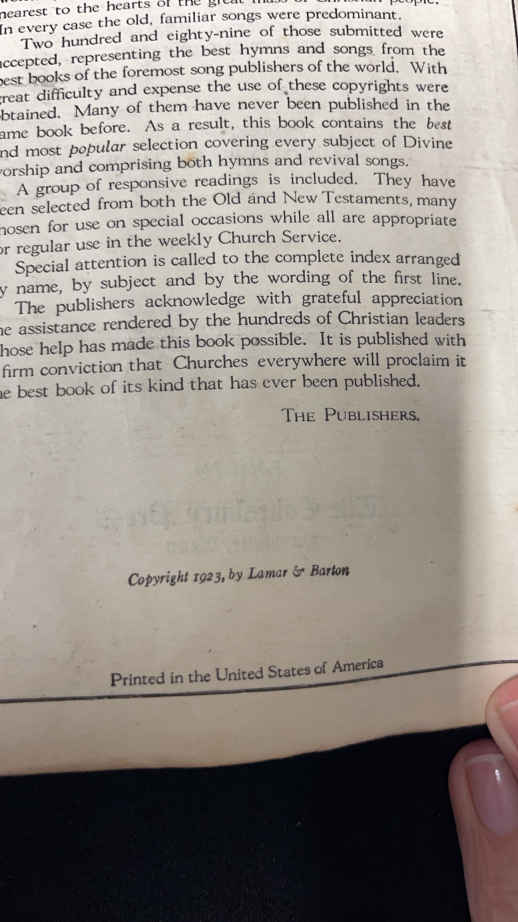 nearest to the hearts of the great mass of Christian people.
In every case the old, familiar songs were predominant.
Two hundred and eighty-nine of those submitted were
accepted, representing the best hymns and songs from the
best books of the foremost song publishers of the world. With
great difficulty and expense the use of these copyrights were
obtained. Many of them have never been published in the
ame book before. As a result, this book contains the best
nd most popular selection covering every subject of Divine
worship and comprising both hymns and revival songs.
A group of responsive readings is included. They have
een selected from both the Old and New Testaments, many
hosen for use on special occasions while all are appropriate
or regular use in the weekly Church Service.
Special attention is called to the complete index arranged
y name, by subject and by the wording of the first line.
The publishers acknowledge with grateful appreciation
he assistance rendered by the hundreds of Christian leaders
hose help has made this book possible. It is published with
firm conviction that Churches everywhere will proclaim it
he best book of its kind that has ever been published.
THE PUBLISHERS.
Copyright 1923, by Lamar & Barton
Printed in the United States of America